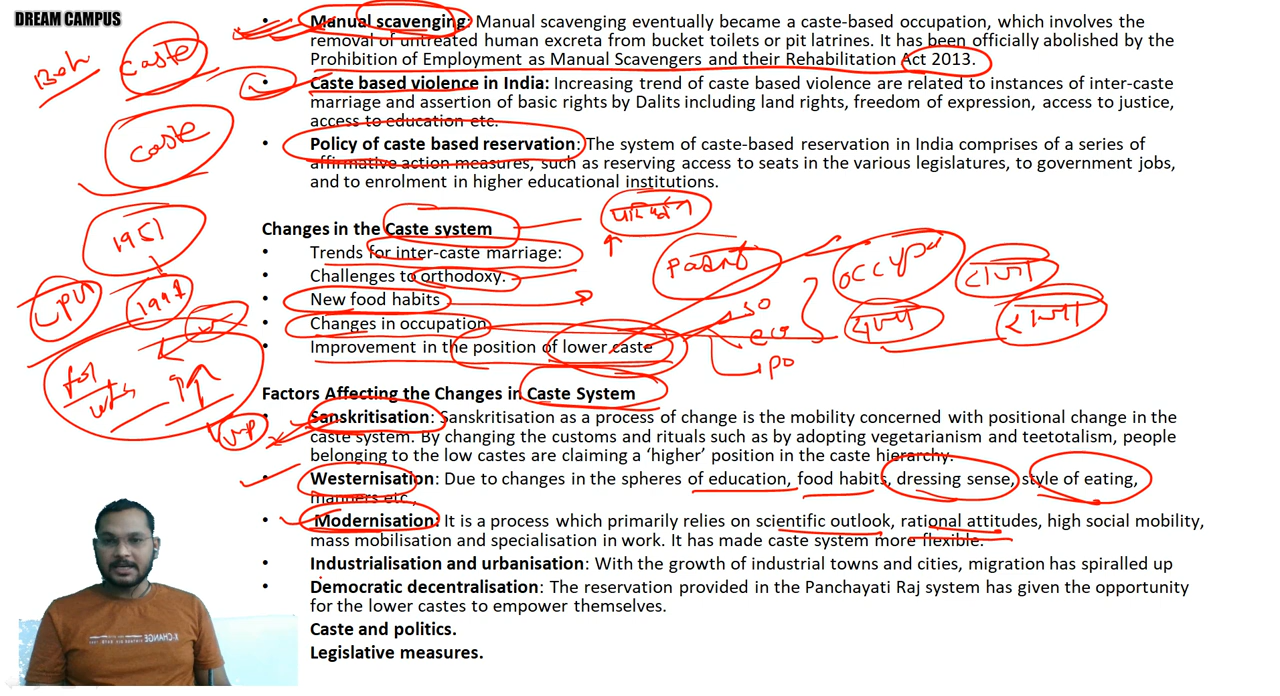 DREAM CAMPUS
• Manual scavenging: Manual scavenging eventually became a caste-based occupation, which involves the
removal of untreated human excreta from bucket toilets or pit latrines. It has been officially abolished by the
Prohibition of Employment as Manual Scavengers and their Rehabilitation Act 2013.
caste
• Caste based violence in India: Increasing trend of caste based violence are related to instances of inter-caste
marriage and assertion of basic rights by Dalits including land rights, freedom of expression, access to justice,
access to education etc.
caste
• Policy of caste based reservation: The system of caste-based reservation in India comprises of a series of
affirmative action measures, such as reserving access to seats in the various legislatures, to government jobs,
and to enrolment in higher educational institutions.
Changes in the Caste system
1951
• Trends for inter-caste marriage:
• Challenges to orthodoxy.
• New food habits
LPG
1991
• Changes in occupation
so
eco
po
• Improvement in the position of lower caste
Factors Affecting the Changes in Caste System
• Sanskritisation: Sanskritisation as a process of change is the mobility concerned with positional change in the
caste system. By changing the customs and rituals such as by adopting vegetarianism and teetotalism, people
belonging to the low castes are claiming a ‘higher’ position in the caste hierarchy.
• Westernisation: Due to changes in the spheres of education, food habits, dressing sense, style of eating,
manners etc.,
• Modernisation: It is a process which primarily relies on scientific outlook, rational attitudes, high social mobility,
mass mobilisation and specialisation in work. It has made caste system more flexible.
• Industrialisation and urbanisation: With the growth of industrial towns and cities, migration has spiralled up
• Democratic decentralisation: The reservation provided in the Panchayati Raj system has given the opportunity
for the lower castes to empower themselves.
Caste and politics.
Legislative measures.